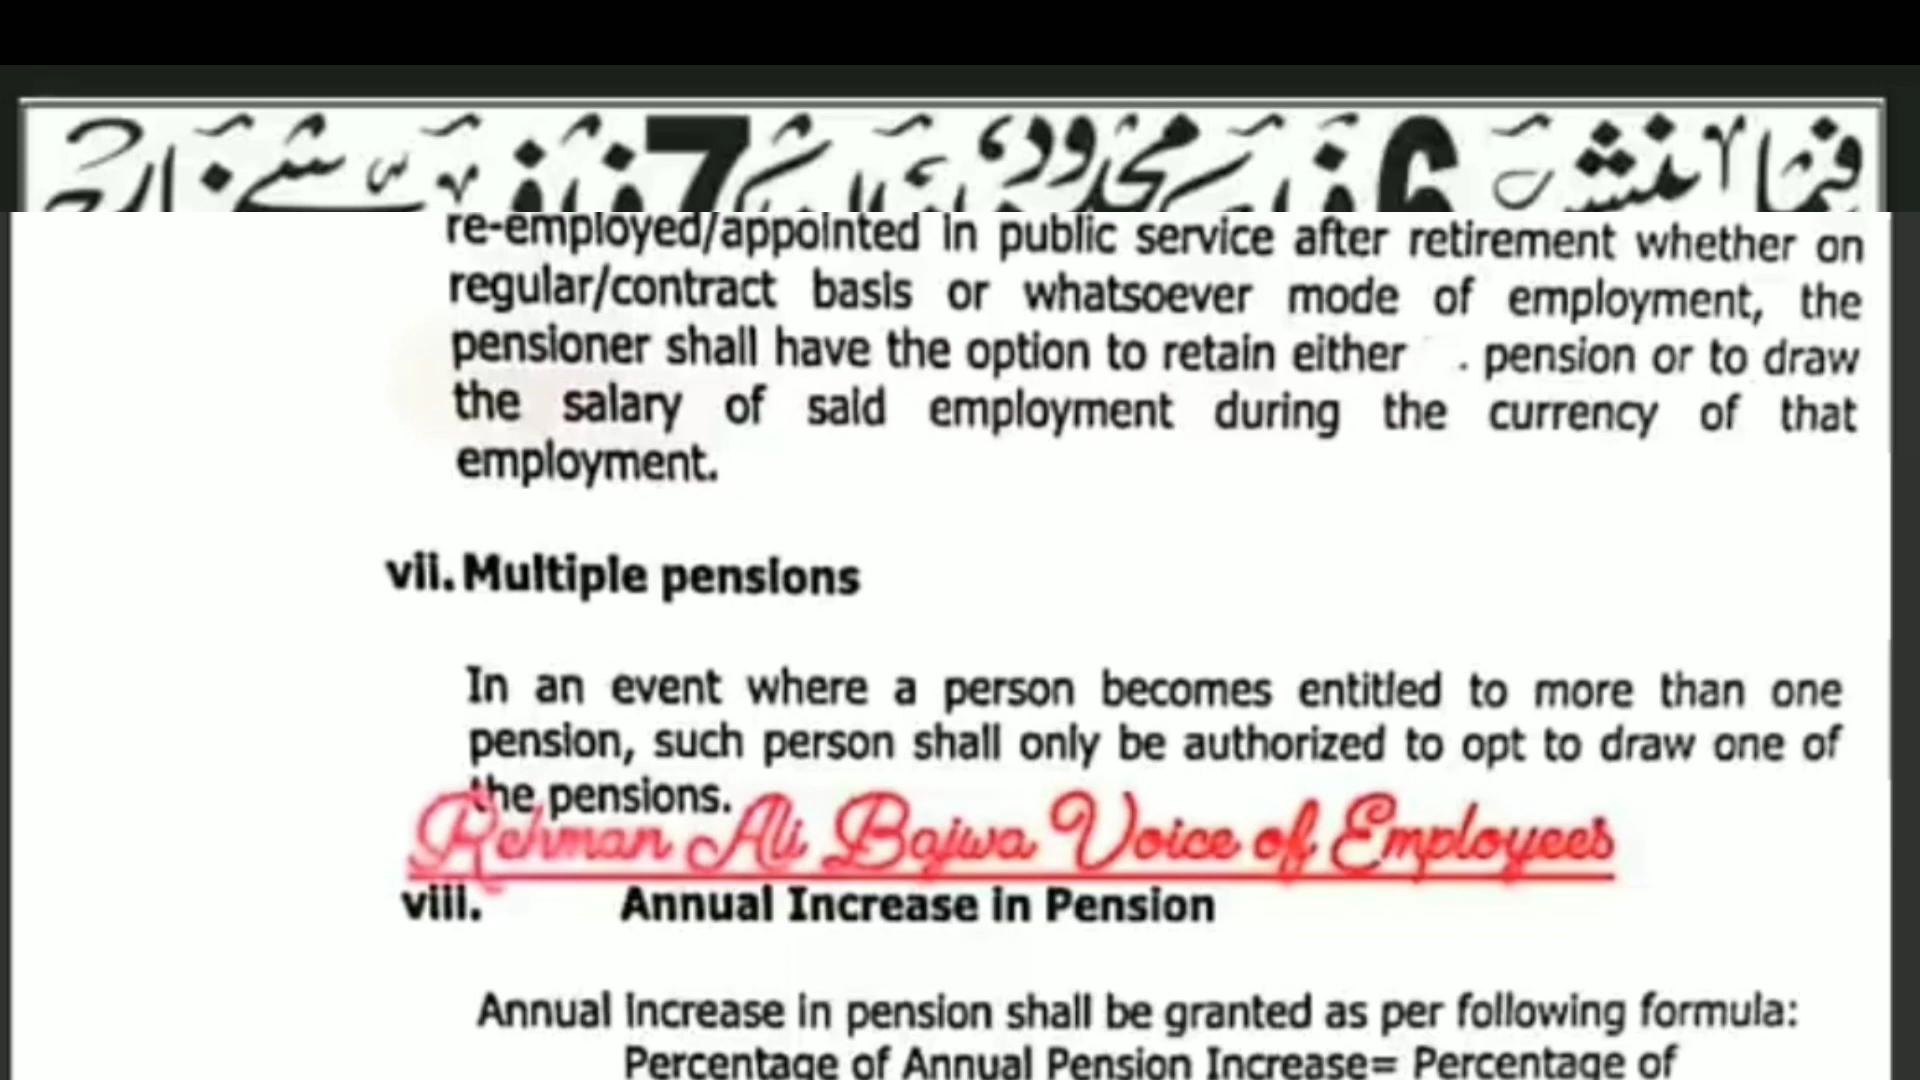 6
7
re-employed/appointed in public service after retirement whether on
regular/contract basis or whatsoever mode of employment, the
pensioner shall have the option to retain either . pension or to draw
the salary of said employment during the currency of that
employment.
vii. Multiple pensions
In an event where a person becomes entitled to more than one
pension, such person shall only be authorized to opt to draw one of
the pensions.
Rehman Ali Bajwa Voice of Employees
viii. Annual Increase in Pension
Annual Increase in pension shall be granted as per following formula:
Percentage of Annual Pension Increase= Percentage of